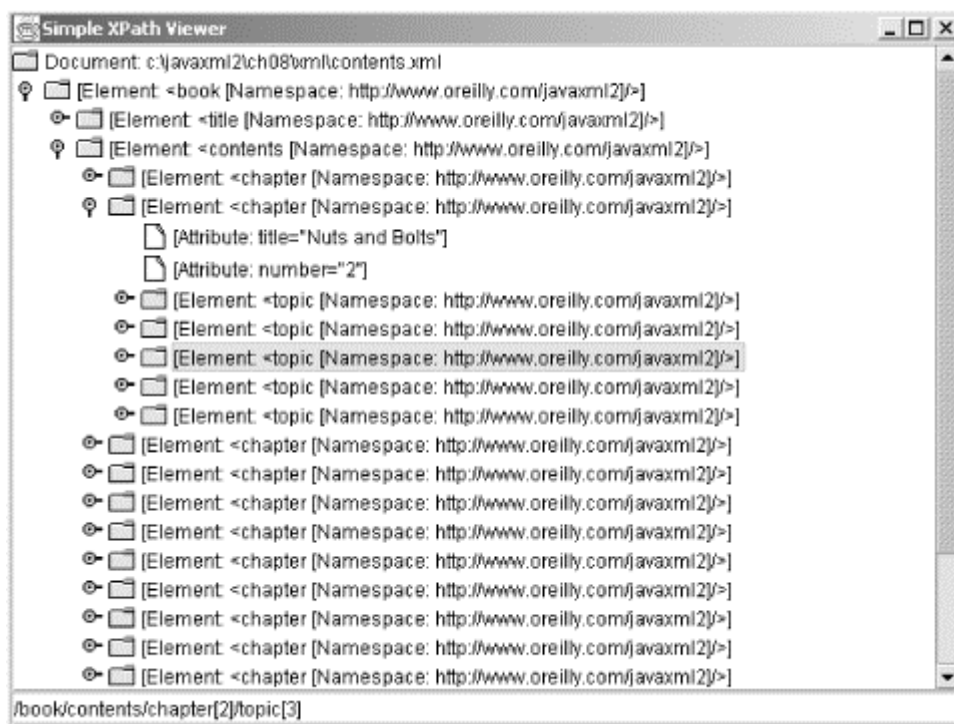 Simple XPath Viewer
Document: c:\javaxml2\ch08\xml\contents.xml
[Element: <book [Namespace: http://www.oreilly.com/javaxml2]/>]
[Element: <title [Namespace: http://www.oreilly.com/javaxml2]/>]
[Element: <contents [Namespace: http://www.oreilly.com/javaxml2]/>]
[Element: <chapter [Namespace: http://www.oreilly.com/javaxml2]/>]
[Element: <chapter [Namespace: http://www.oreilly.com/javaxml2]/>]
[Attribute: title="Nuts and Bolts"]
[Attribute: number="2"]
[Element: <topic [Namespace: http://www.oreilly.com/javaxml2]/>]
[Element: <topic [Namespace: http://www.oreilly.com/javaxml2]/>]
[Element: <topic [Namespace: http://www.oreilly.com/javaxml2]/>]
[Element: <topic [Namespace: http://www.oreilly.com/javaxml2]/>]
[Element: <topic [Namespace: http://www.oreilly.com/javaxml2]/>]
[Element: <chapter [Namespace: http://www.oreilly.com/javaxml2]/>]
[Element: <chapter [Namespace: http://www.oreilly.com/javaxml2]/>]
[Element: <chapter [Namespace: http://www.oreilly.com/javaxml2]/>]
[Element: <chapter [Namespace: http://www.oreilly.com/javaxml2]/>]
[Element: <chapter [Namespace: http://www.oreilly.com/javaxml2]/>]
[Element: <chapter [Namespace: http://www.oreilly.com/javaxml2]/>]
[Element: <chapter [Namespace: http://www.oreilly.com/javaxml2]/>]
[Element: <chapter [Namespace: http://www.oreilly.com/javaxml2]/>]
[Element: <chapter [Namespace: http://www.oreilly.com/javaxml2]/>]
/book/contents/chapter[2]/topic[3]